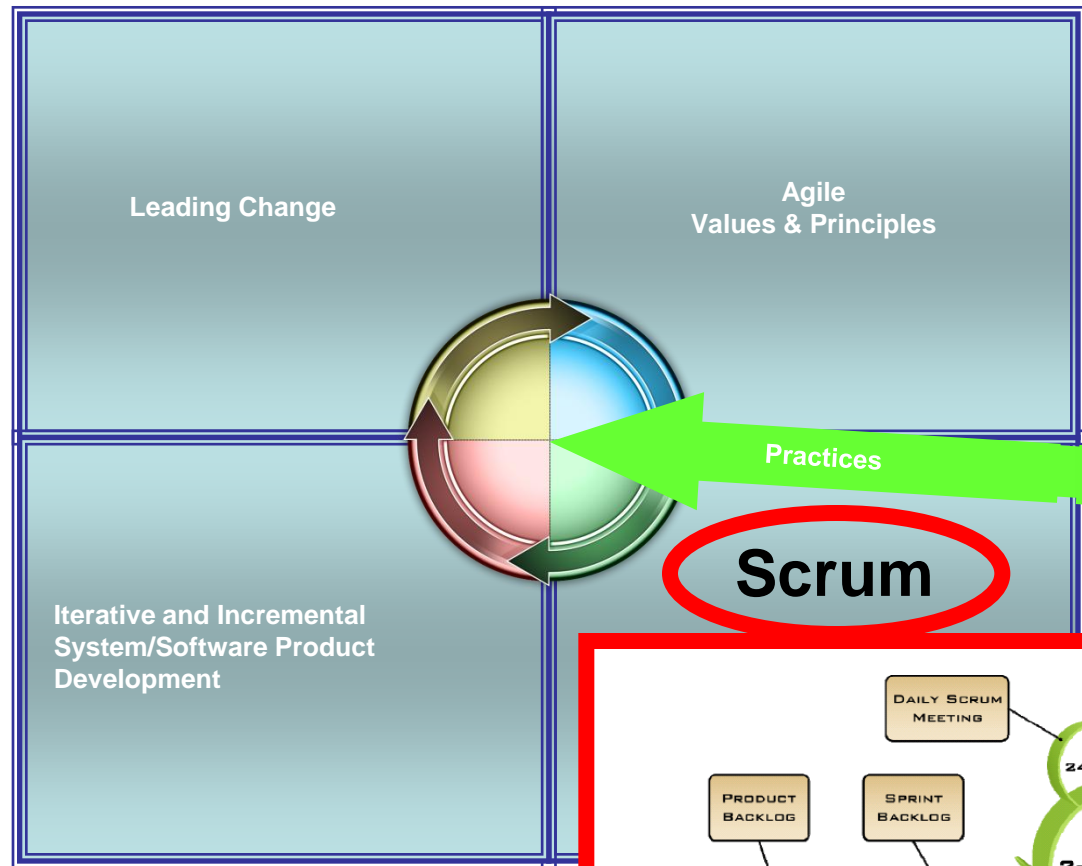 Leading Change
Agile
Values & Principles
Practices
Scrum
Iterative and Incremental
System/Software Product
Development
DAILY SCRUM
MEETING
PRODUCT
BACKLOG
SPRINT
BACKLOG